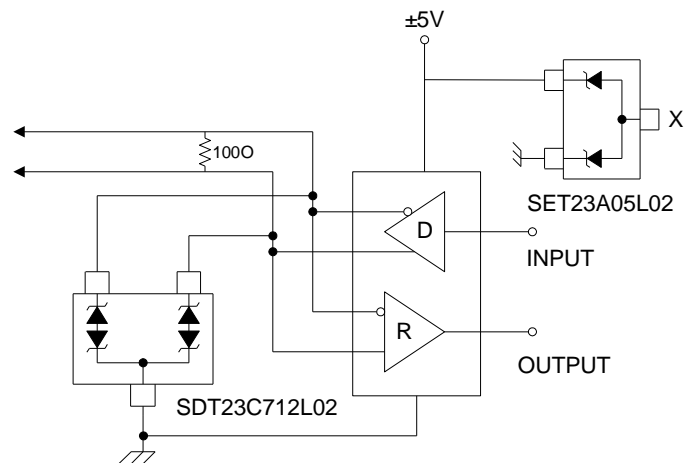 ±5V
X
100O
SET23A05L02
D
INPUT
R
OUTPUT
SDT23C712L02